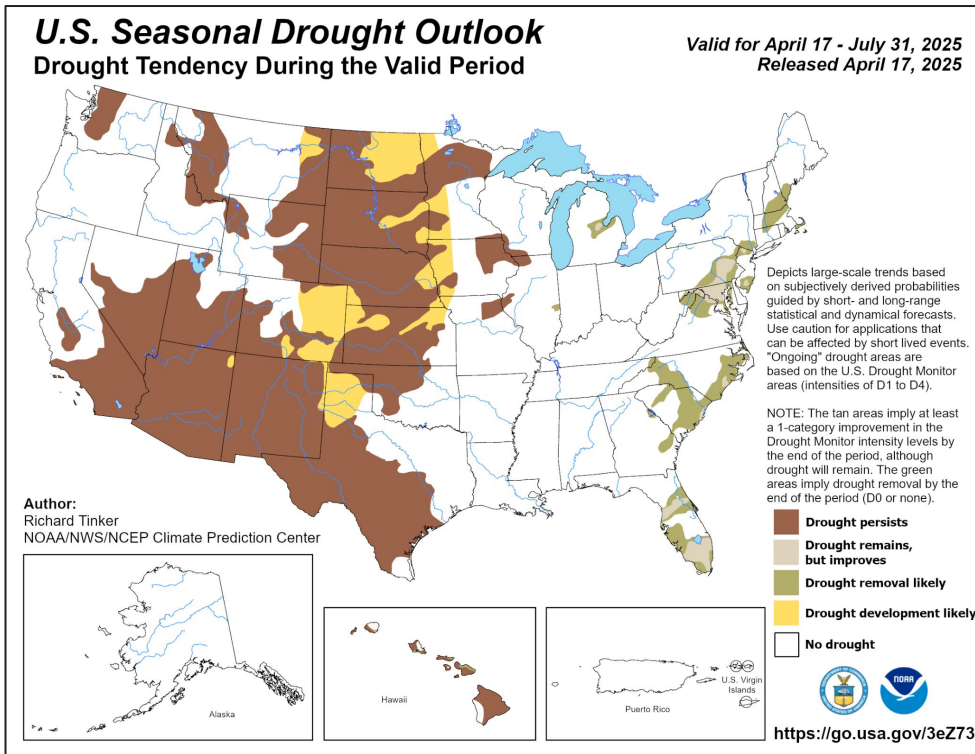 U.S. Seasonal Drought Outlook
Drought Tendency During the Valid Period
Valid for April 17 - July 31, 2025
Released April 17, 2025
Depicts large-scale trends based
on subjectively derived probabilities
guided by short- and long-range
statistical and dynamical forecasts.
Use caution for applications that
can be affected by short lived events.
"Ongoing" drought areas are
based on the U.S. Drought Monitor
areas (intensities of D1 to D4).
NOTE: The tan areas imply at least
a 1-category improvement in the
Drought Monitor intensity levels by
the end of the period, although
drought will remain. The green
areas imply drought removal by the
end of the period (D0 or none).
Author:
Richard Tinker
NOAA/NWS/NCEP Climate Prediction Center
Drought persists
Drought remains,
but improves
Drought removal likely
Drought development likely
No drought
Alaska
Hawaii
Puerto Rico
U.S. Virgin
Islands
NOAA
https://go.usa.gov/3eZ73